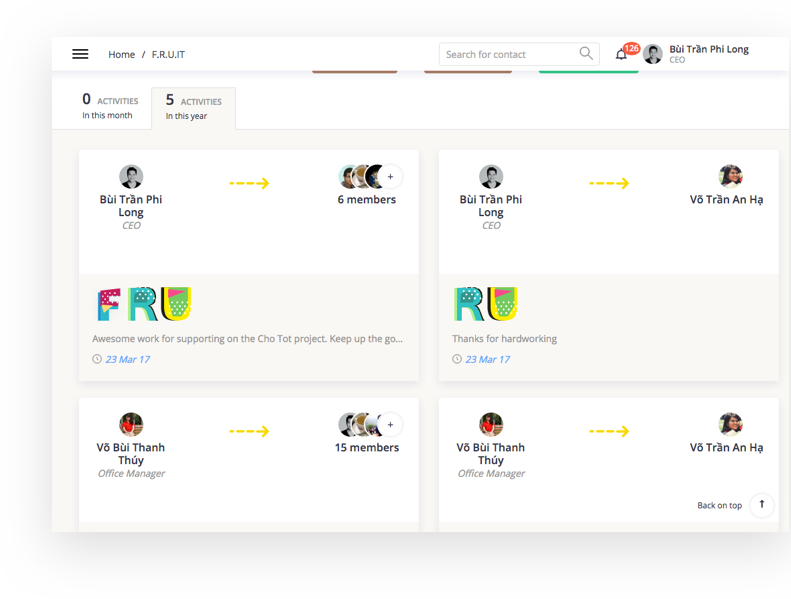 Home / F.R.U.IT
Search for contact
126
Bùi Trần Phi Long
CEO
0 ACTIVITIES
In this month
5 ACTIVITIES
In this year
Bùi Trần Phi
Long
CEO
+
6 members
FRU
Awesome work for supporting on the Cho Tot project. Keep up the go...
23 Mar 17
Bùi Trần Phi
Long
CEO
Võ Trần An Hạ
RU
Thanks for hardworking
23 Mar 17
Võ Bùi Thanh
Thúy
Office Manager
+
15 members
Võ Bùi Thanh
Thúy
Office Manager
Võ Trần An Hạ
Back on top